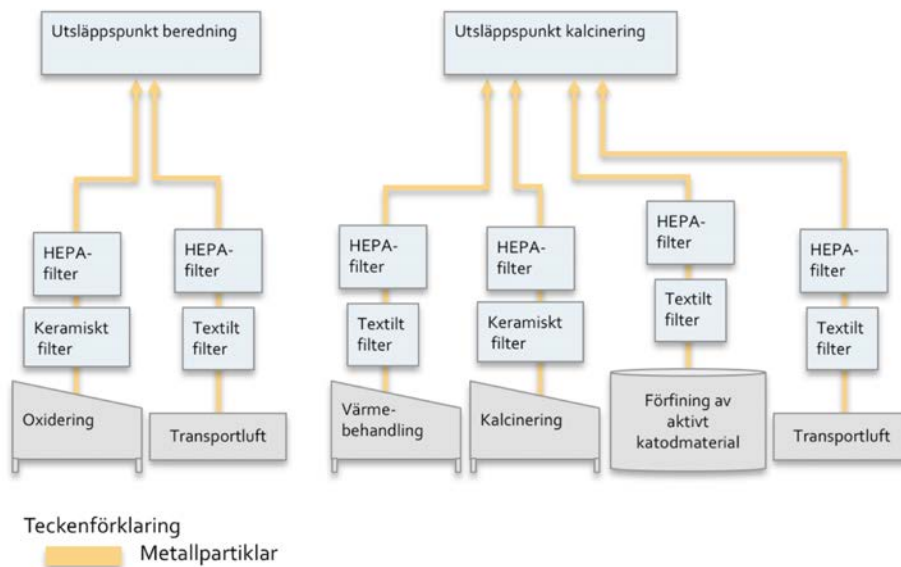 Utsläppspunkt beredning
Utsläppspunkt kalcinering
HEPA-
filter
Keramiskt
filter
Oxidering
HEPA-
filter
Textilt
filter
Transportluft
HEPA-
filter
Textilt
filter
Värme-
behandling
HEPA-
filter
Keramiskt
filter
Kalcinering
HEPA-
filter
Textilt
filter
Förfining av
aktivt
katodmaterial
HEPA-
filter
Textilt
filter
Transportluft
Teckenförklaring
Metallpartiklar